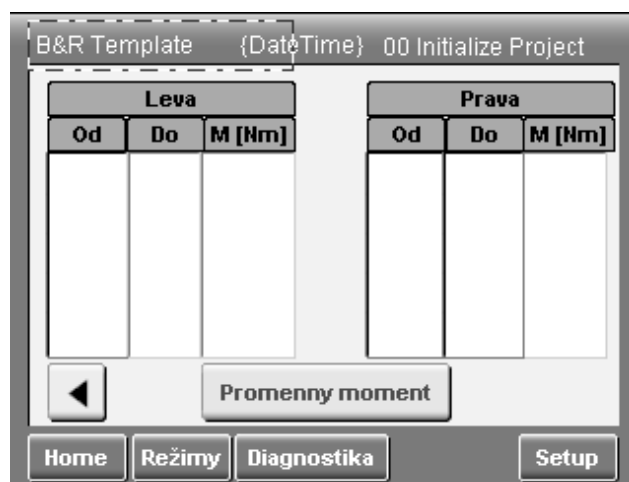 B&R Template {DateTime} 00 Initialize Project
Leva Prava
Od Do M [Nm] Od Do M [Nm]
Promenny moment
Home Režimy Diagnostika Setup